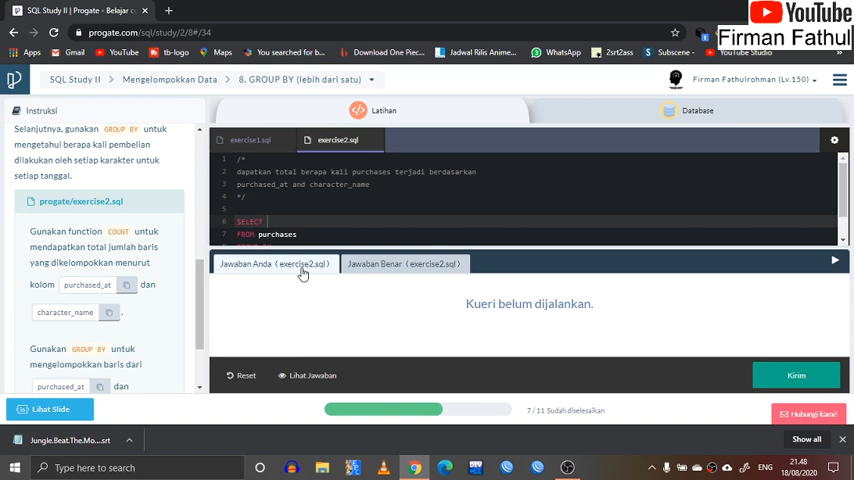 SQL Study II | Progate - Belajar c
progate.com/sql/study/2/8#/34
YouTube
Firman Fathul
Apps
Gmail
YouTube
tb-logo
Maps
You searched for b...
Download One Piec...
Jadwal Rilis Anime...
WhatsApp
2srt2ass
Subscene -
YouTube Studio
SQL Study II
Mengelompokkan Data
8. GROUP BY (lebih dari satu)
Firman Fathulrohman (Lv.150)
Instruksi
Latihan
Database
Selanjutnya, gunakan GROUP BY untuk
mengetahui berapa kali pembelian
dilakukan oleh setiap karakter untuk
setiap tanggal.
progate/exercise2.sql
Gunakan fungsi COUNT untuk
mendapatkan total jumlah baris
yang dikelompokkan menurut
kolom purchased_at dan
character_name .
Gunakan GROUP BY untuk
mengelompokkan baris dari
purchased_at dan
exercise1.sql
exercise2.sql
1 /*
2 dapatkan total berapa kali purchases terjadi berdasarkan
3 purchased_at and character_name
4 */
5
6 SELECT
7 FROM purchases
Jawaban Anda ( exercise2.sql )
Jawaban Benar ( exercise2.sql )
Kueri belum dijalankan.
Reset
Lihat Jawaban
Kirim
Lihat Slide
7 / 11 Sudah diselesaikan
Hubungi kami!
Jungle.Beat.The.Mo....srt
Show all
Type here to search
ENG
21.48
18/08/2020